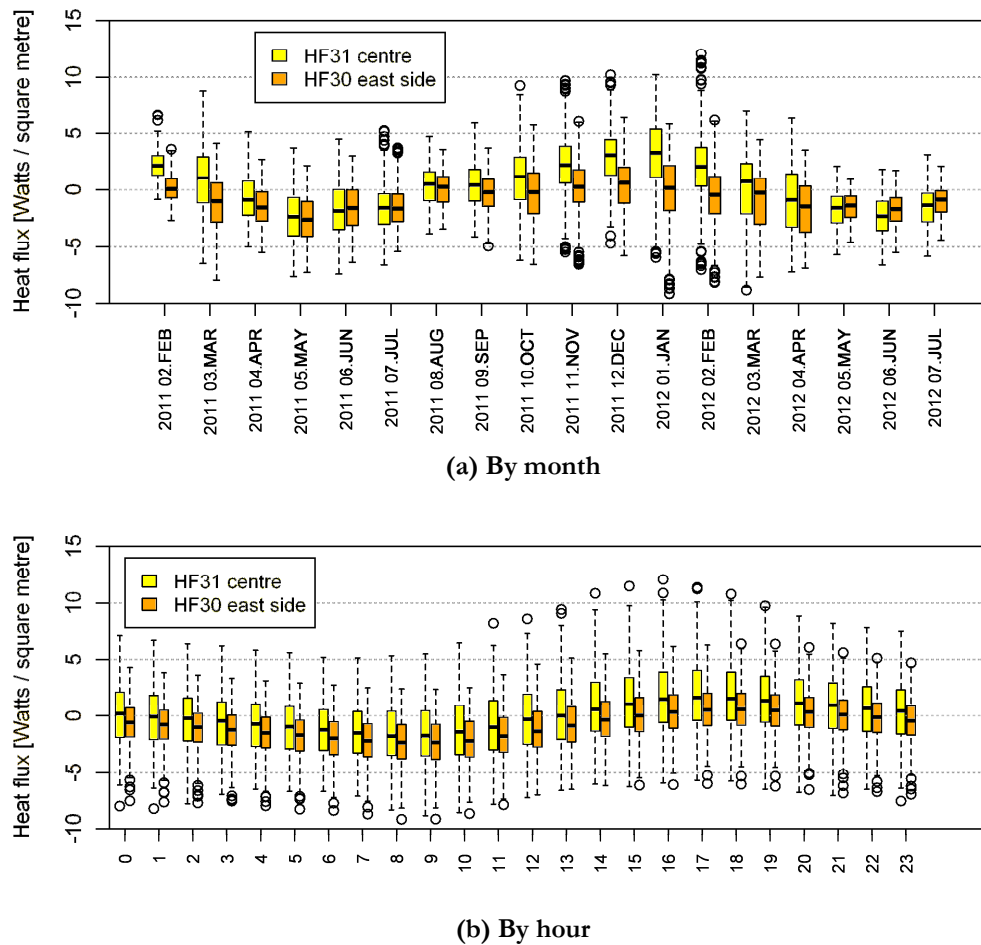 Heat flux [Watts / square metre]
15
10
5
0
-5
-10
HF31 centre
HF30 east side
2011 02.FEB
2011 03.MAR
2011 04.APR
2011 05.MAY
2011 06.JUN
2011 07.JUL
2011 08.AUG
2011 09.SEP
2011 10.OCT
2011 11.NOV
2011 12.DEC
2012 01.JAN
2012 02.FEB
2012 03.MAR
2012 04.APR
2012 05.MAY
2012 06.JUN
2012 07.JUL
(a) By month
Heat flux [Watts / square metre]
15
10
5
0
-5
-10
HF31 centre
HF30 east side
0
1
2
3
4
5
6
7
8
9
10
11
12
13
14
15
16
17
18
19
20
21
22
23
(b) By hour